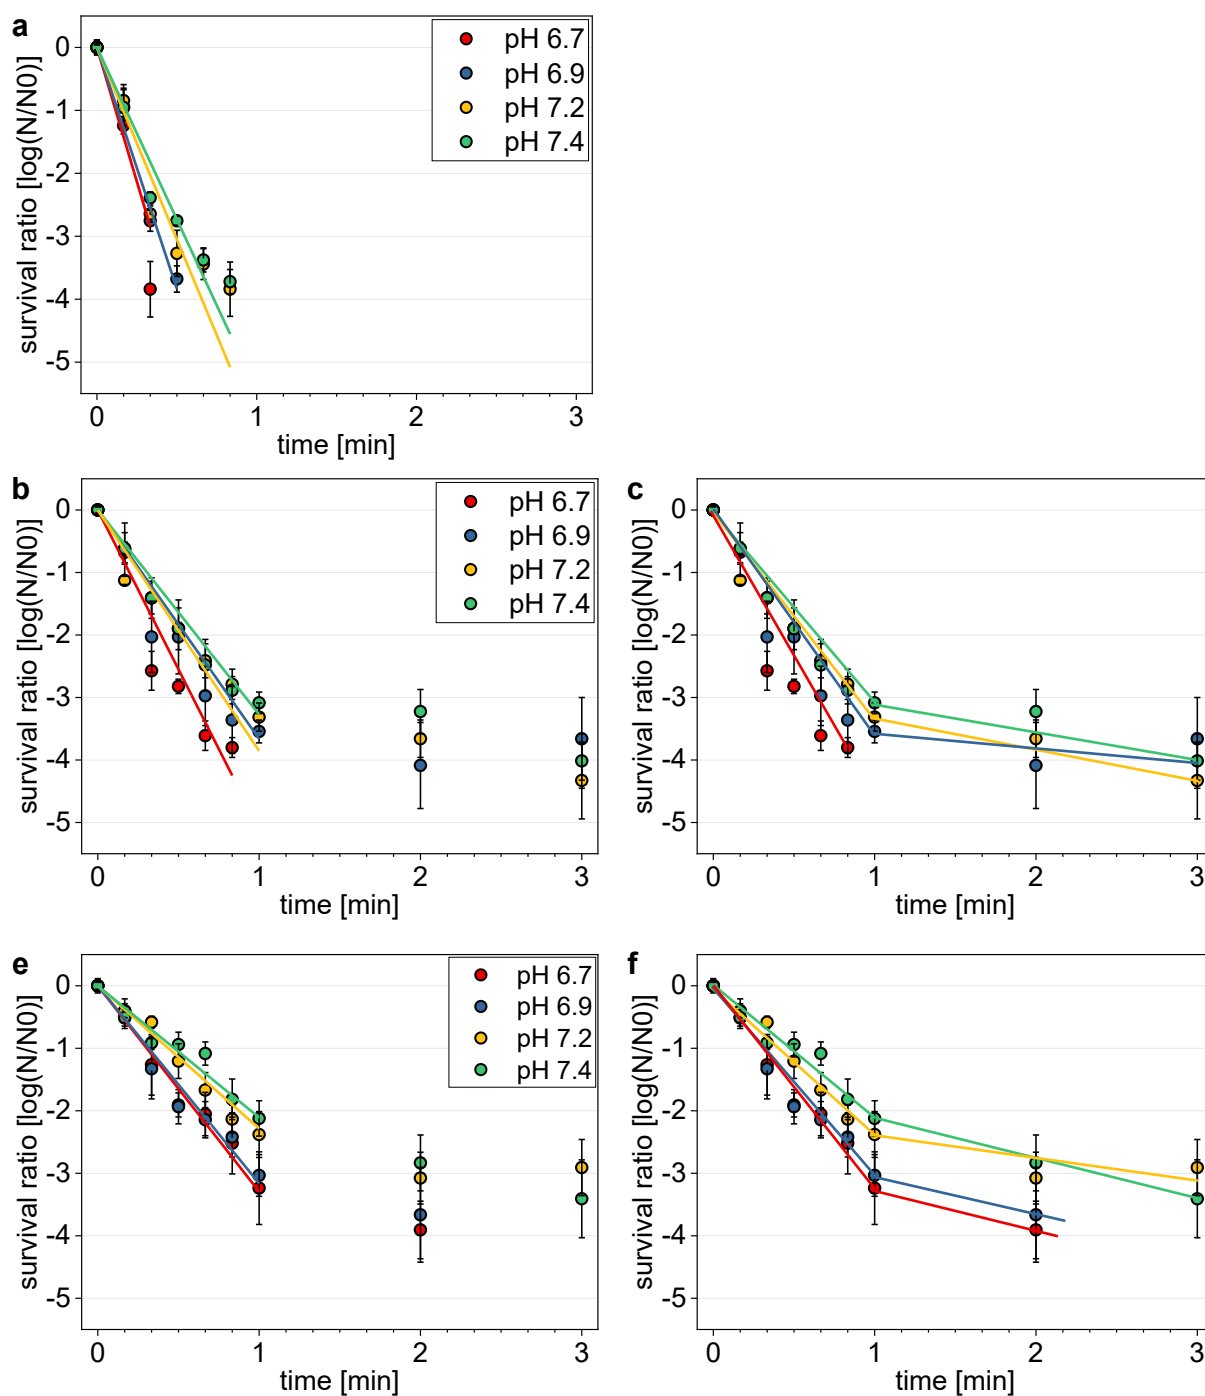 a
pH 6.7
pH 6.9
pH 7.2
pH 7.4
survival ratio [log(N/N0)]
0
-1
-2
-3
-4
-5
0 1 2 3
time [min]
b
pH 6.7
pH 6.9
pH 7.2
pH 7.4
survival ratio [log(N/N0)]
0
-1
-2
-3
-4
-5
0 1 2 3
time [min]
c
survival ratio [log(N/N0)]
0
-1
-2
-3
-4
-5
0 1 2 3
time [min]
e
pH 6.7
pH 6.9
pH 7.2
pH 7.4
survival ratio [log(N/N0)]
0
-1
-2
-3
-4
-5
0 1 2 3
time [min]
f
survival ratio [log(N/N0)]
0
-1
-2
-3
-4
-5
0 1 2 3
time [min]